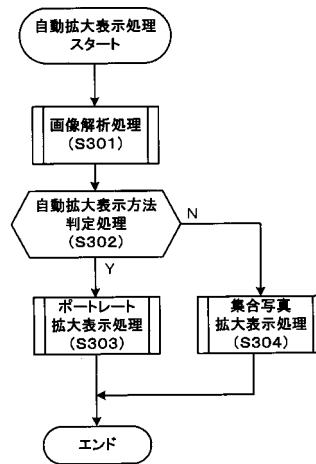 自動拡大表示処理
スタート
画像解析処理
(S301)
自動拡大表示方法
判定処理
(S302)
N
Y
ポートレート
拡大表示処理
(S303)
集合写真
拡大表示処理
(S304)
エンド